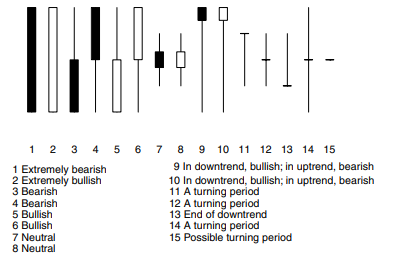 1 2 3 4 5 6 7 8 9 10 11 12 13 14 15
1 Extremely bearish
2 Extremely bullish
3 Bearish
4 Bearish
5 Bullish
6 Bullish
7 Neutral
8 Neutral
9 In downtrend, bullish; in uptrend, bearish
10 In downtrend, bullish; in uptrend, bearish
11 A turning period
12 A turning period
13 End of downtrend
14 A turning period
15 Possible turning period